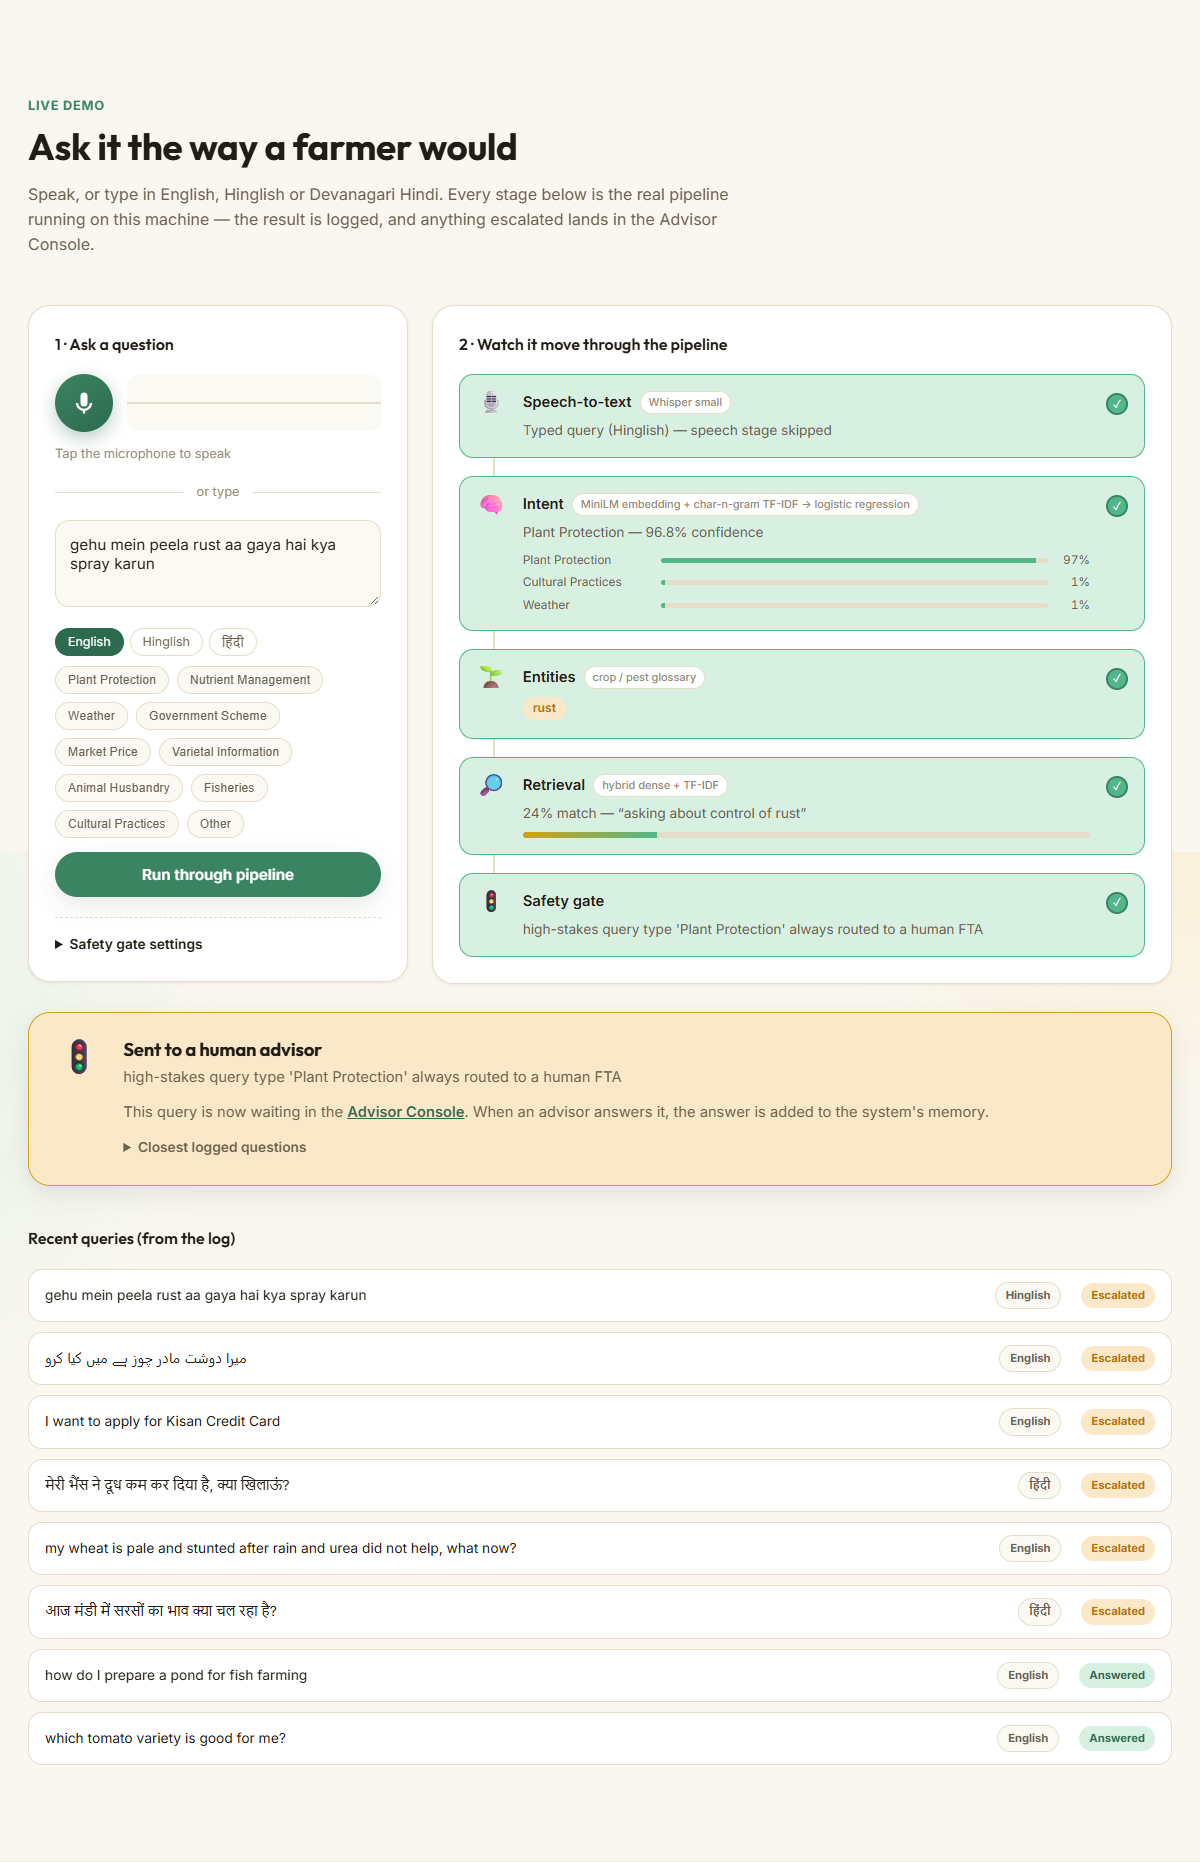 LIVE DEMO
Ask it the way a farmer would
Speak, or type in English, Hinglish or Devanagari Hindi. Every stage below is the real pipeline
running on this machine — the result is logged, and anything escalated lands in the Advisor
Console.
1 · Ask a question
Tap the microphone to speak
or type
gehu mein peela rust aa gaya hai kya
spray karun
English Hinglish हिंदी
Plant Protection Nutrient Management
Weather Government Scheme
Market Price Varietal Information
Animal Husbandry Fisheries
Cultural Practices Other
Run through pipeline
▶ Safety gate settings
2 · Watch it move through the pipeline
Speech-to-text Whisper small
Typed query (Hinglish) — speech stage skipped
Intent MiniLM embedding + char-n-gram TF-IDF → logistic regression
Plant Protection — 96.8% confidence
Plant Protection 97%
Cultural Practices 1%
Weather 1%
Entities crop / pest glossary
rust
Retrieval hybrid dense + TF-IDF
24% match — “asking about control of rust”
Safety gate
high-stakes query type 'Plant Protection' always routed to a human FTA
Sent to a human advisor
high-stakes query type 'Plant Protection' always routed to a human FTA
This query is now waiting in the Advisor Console. When an advisor answers it, the answer is added to the system's memory.
▶ Closest logged questions
Recent queries (from the log)
gehu mein peela rust aa gaya hai kya spray karun Hinglish Escalated
میرا دوشت مادر چوز ہے میں کیا کرو English Escalated
I want to apply for Kisan Credit Card English Escalated
मेरी भैंस ने दूध कम कर दिया है, क्या खिलाऊं? हिंदी Escalated
my wheat is pale and stunted after rain and urea did not help, what now? English Escalated
आज मंडी में सरसों का भाव क्या चल रहा है? हिंदी Escalated
how do I prepare a pond for fish farming English Answered
which tomato variety is good for me? English Answered